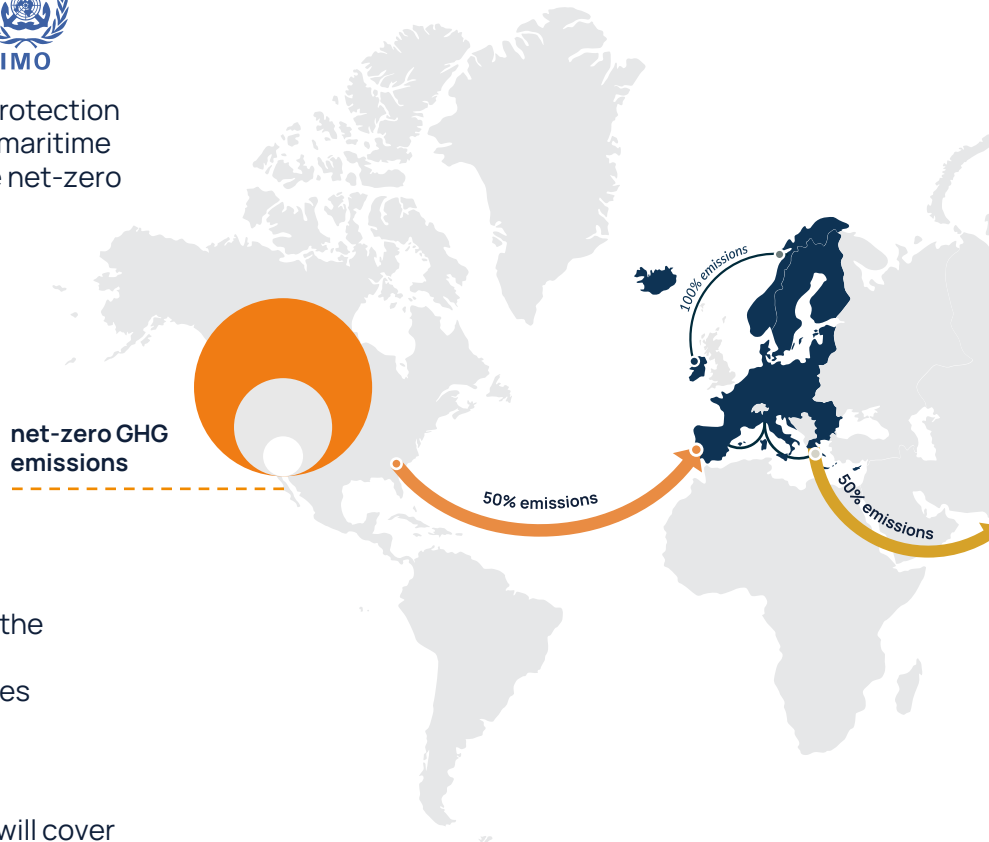 IMO
rotection
maritime
net-zero
net-zero GHG
emissions
100% emissions
50% emissions
50% emissions
the
es
will cover